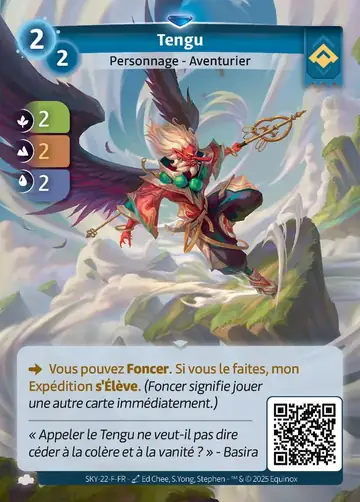 2
2
Tengu
Personnage - Aventurier
2
2
2
Vous pouvez Foncer. Si vous le faites, mon
Expédition s'Élève. (Foncer signifie jouer
une autre carte immédiatement.)
« Appeler le Tengu ne veut-il pas dire
céder à la colère et à la vanité ? » - Basira
SKY-22-F-FR - Ed Chee, S.Yong, Stephen - ™ & © 2025 Equinox